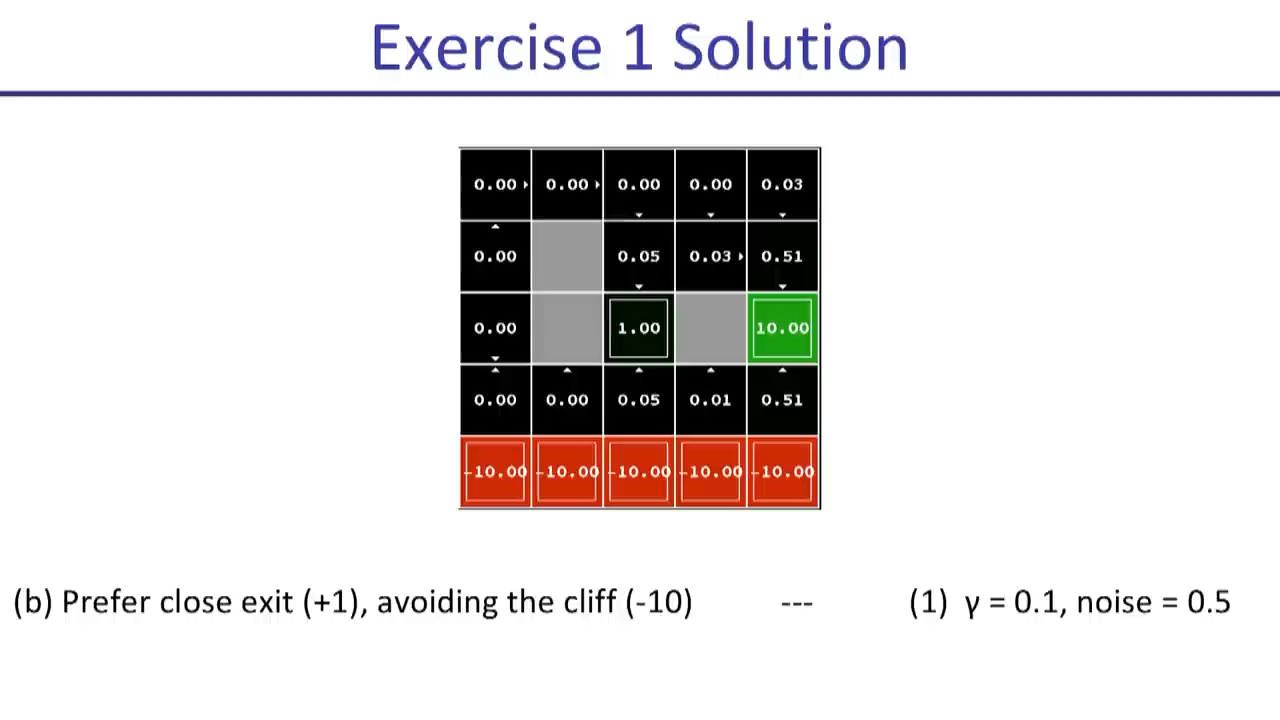 Exercise 1 Solution
0.00 0.00 0.00 0.00 0.03
0.00 0.05 0.03 0.51
0.00 1.00 10.00
0.00 0.00 0.05 0.01 0.51
-10.00 -10.00 -10.00 -10.00 -10.00
(b) Prefer close exit (+1), avoiding the cliff (-10) --- (1) γ = 0.1, noise = 0.5